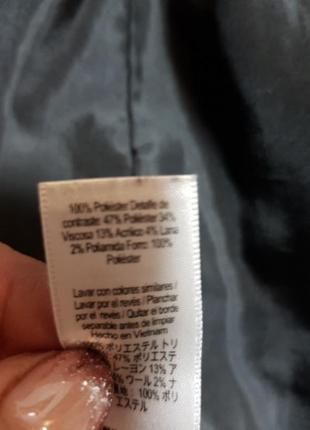 100% Poliéster Detalle de
contraste: 47% Poliéster 34%
Viscosa 13% Acrílico 4% Lana
2% Poliamida Forro: 100%
Poliéster
Lavar con colores similares /
Lavar por el revés / Planchar
por el revés / Quitar el borde
separable antes de limpiar
Hecho en Vietnam
ポリエステル トリ
47% ポリエステ
レーヨン 13% ア
ウール 2% ナ
100% ポリエ
ステル